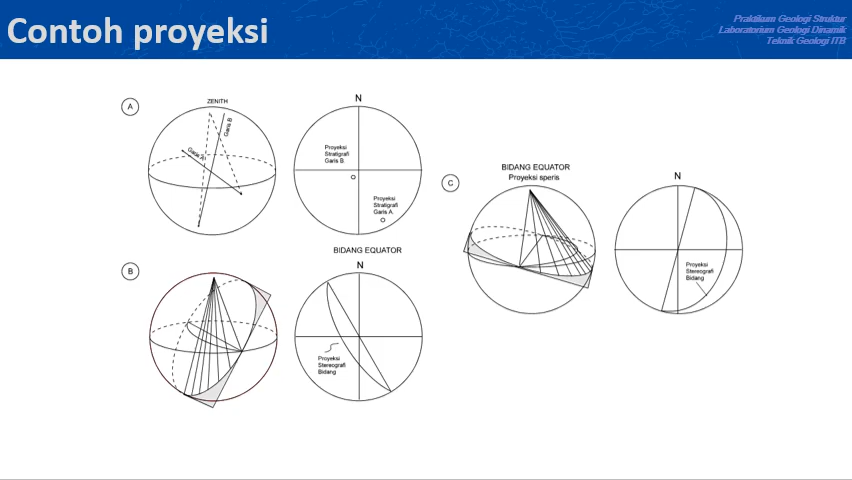 Contoh proyeksi
Praktikum Geologi Struktur
Laboratorium Geologi Dinamik
Teknik Geologi ITB
A
ZENITH
Garis B
Garis A
N
Proyeksi
Stratigrafi
Garis B
Proyeksi
Stratigrafi
Garis A
B
BIDANG EQUATOR
N
Proyeksi
Stereografi
Bidang
C
BIDANG EQUATOR
Proyeksi speris
N
Proyeksi
Stereografi
Bidang